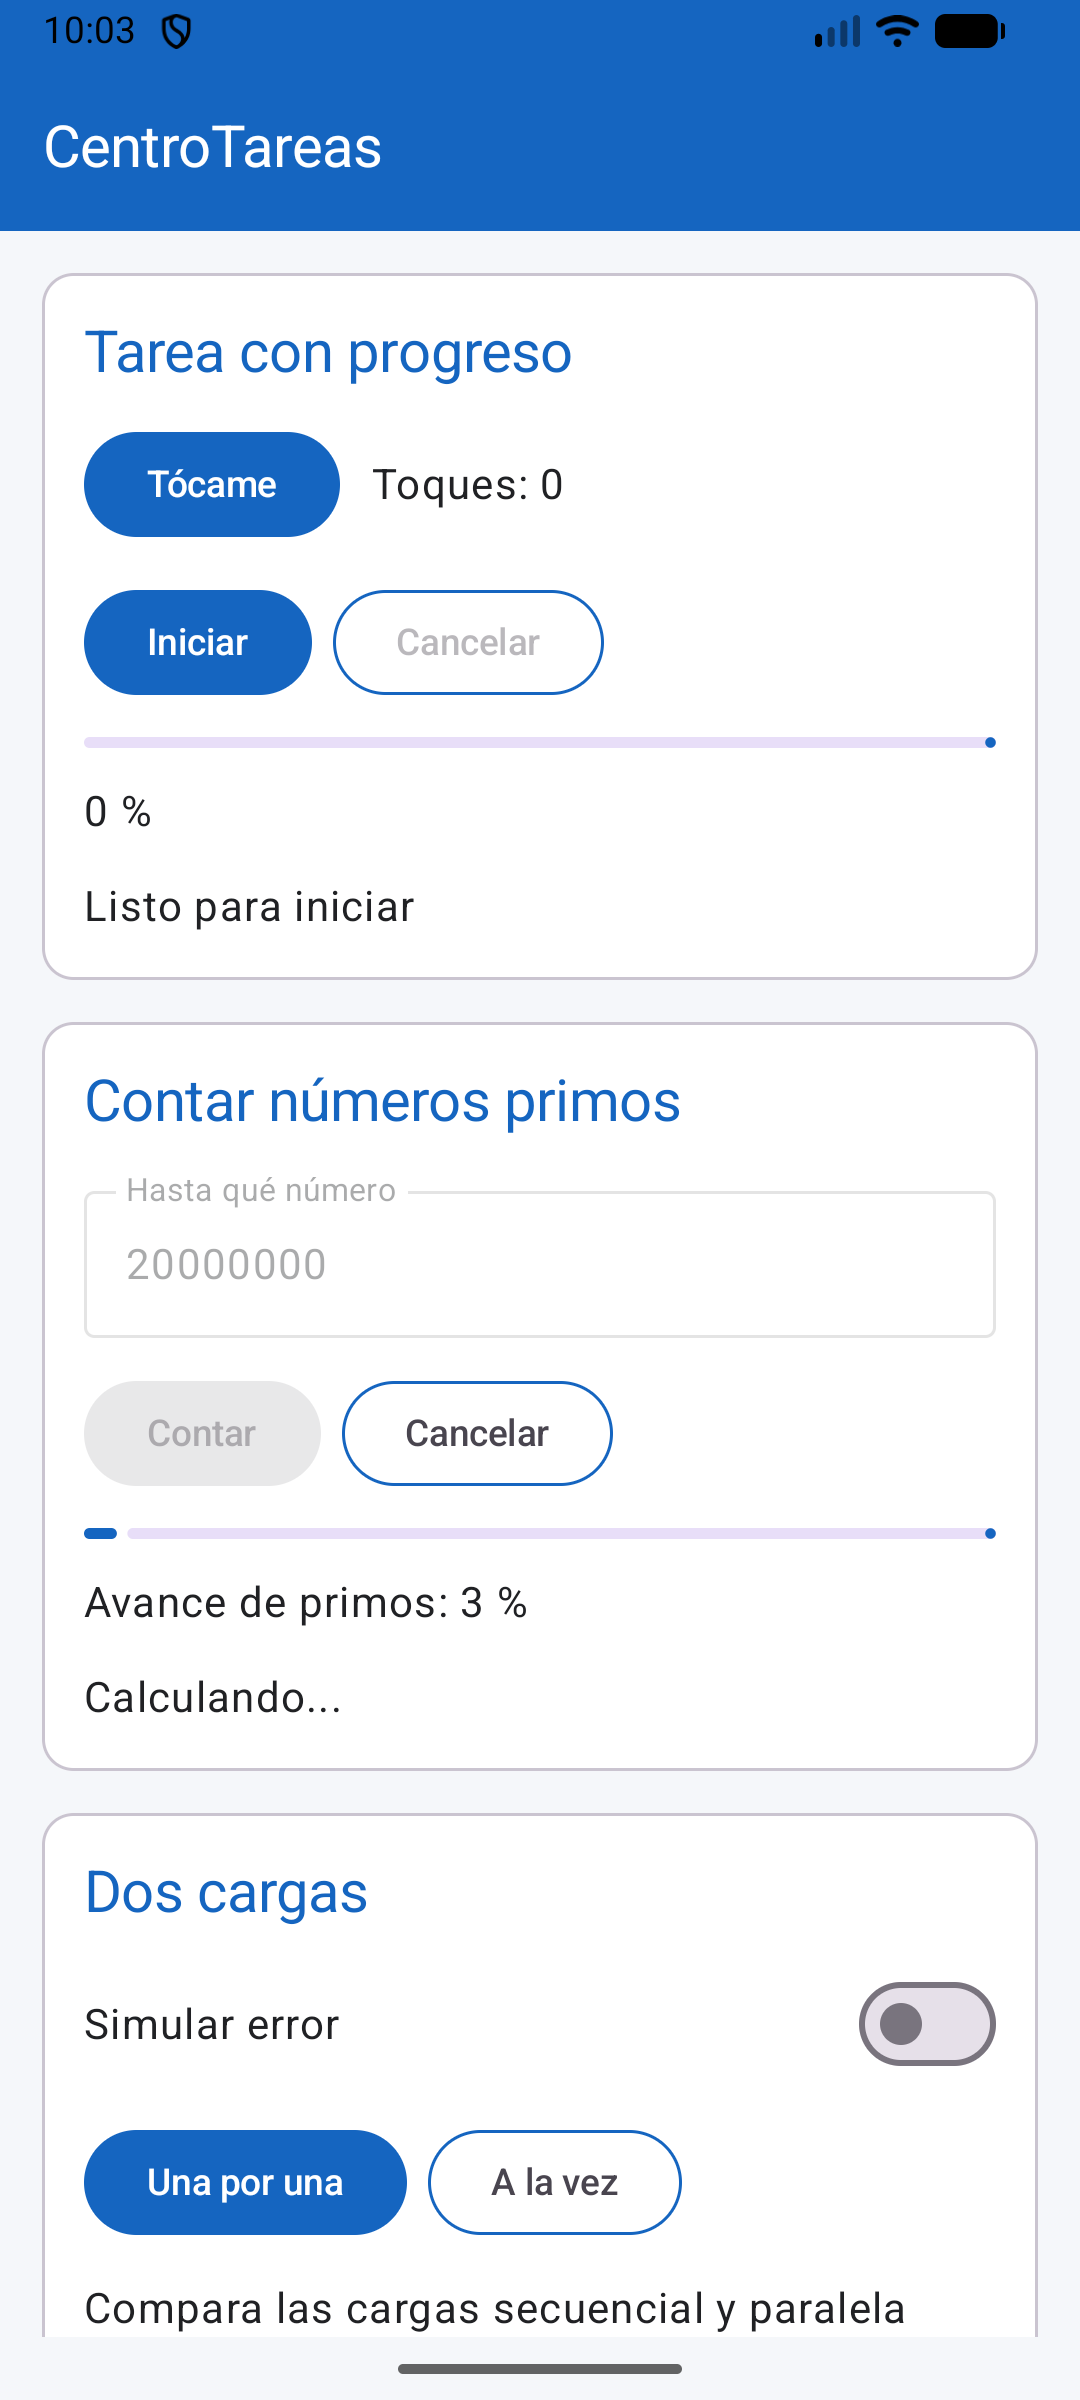 10:03
CentroTareas
Tarea con progreso
Tócame Toques: 0
Iniciar Cancelar
0 %
Listo para iniciar
Contar números primos
Hasta qué número
20000000
Contar Cancelar
Avance de primos: 3 %
Calculando...
Dos cargas
Simular error
Una por una A la vez
Compara las cargas secuencial y paralela